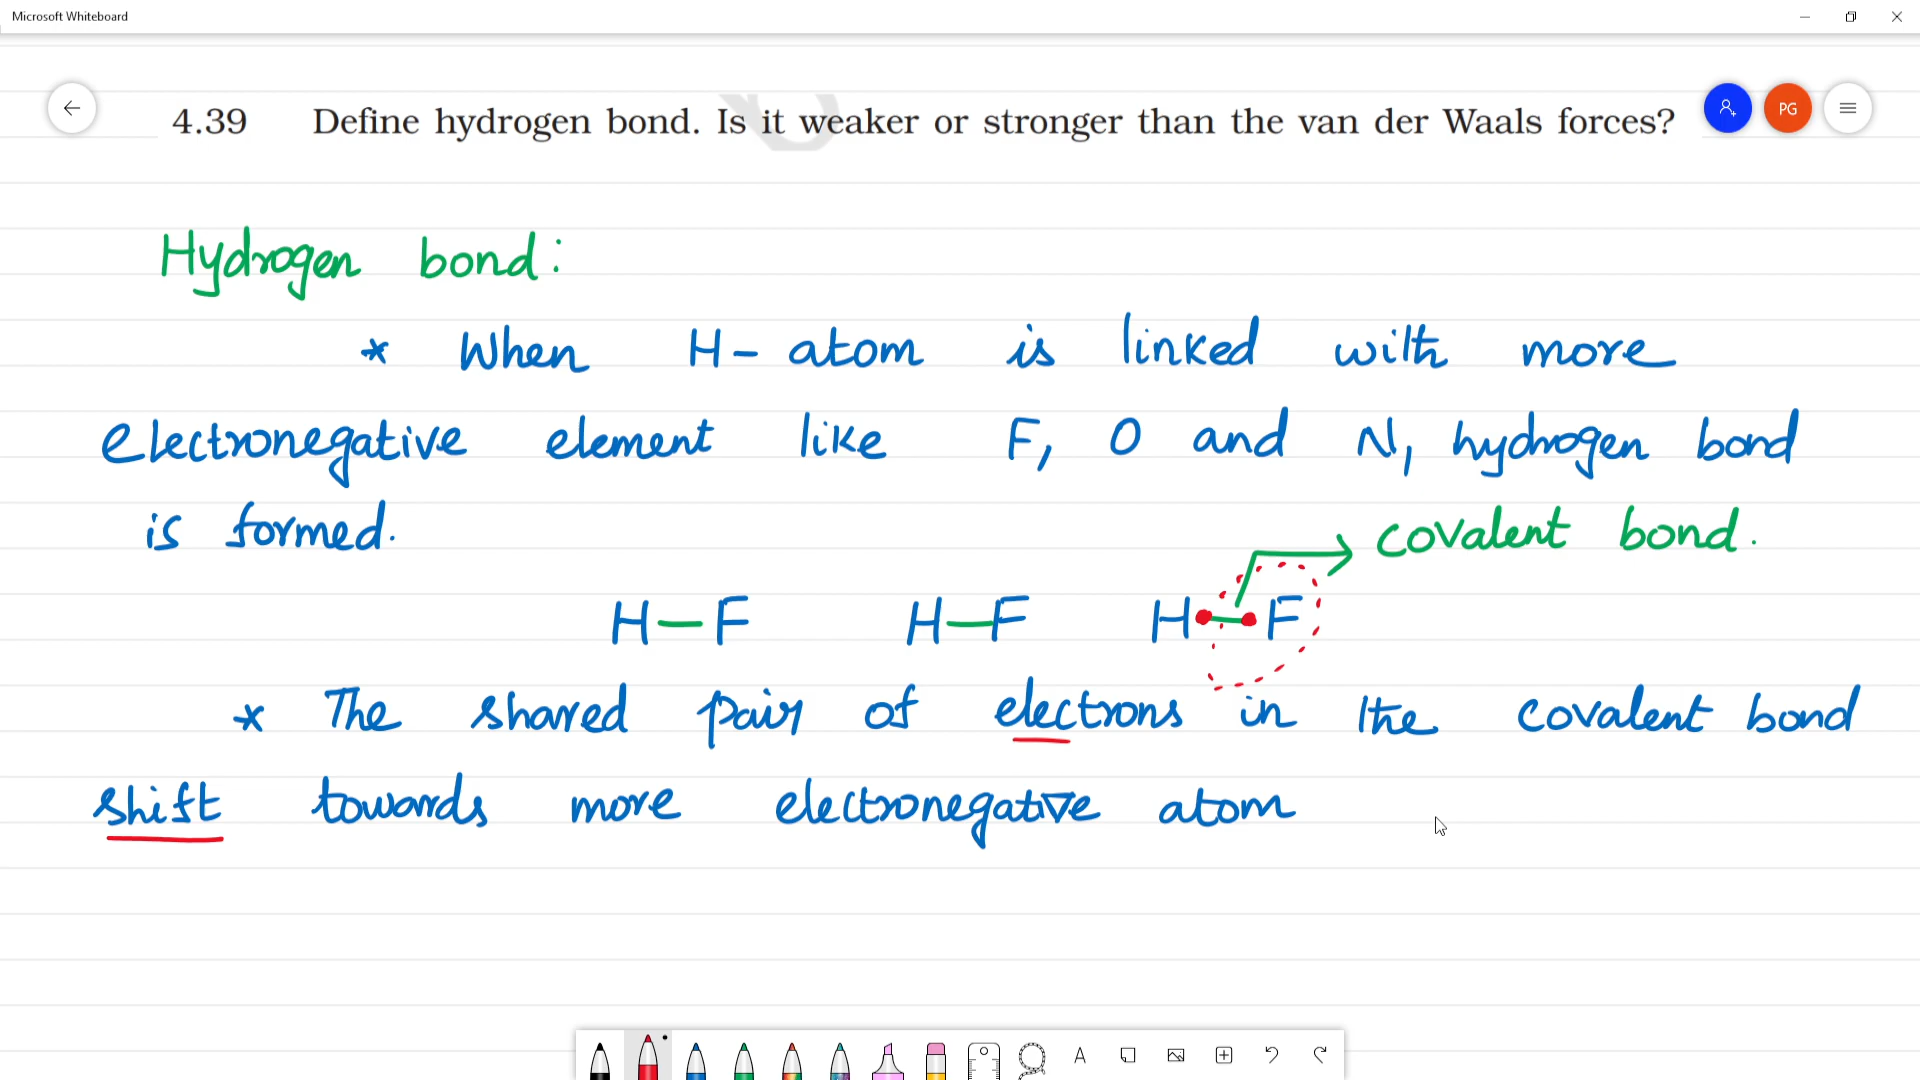 Microsoft Whiteboard
4.39 Define hydrogen bond. Is it weaker or stronger than the van der Waals forces?
PG
Hydrogen bond:
* When H- atom is linked with more
electronegative element like F, O and N, hydrogen bond
is formed.
covalent bond.
H-F H-F H-F
* The shared pair of electrons in the covalent bond
shift towards more electronegative atom
A